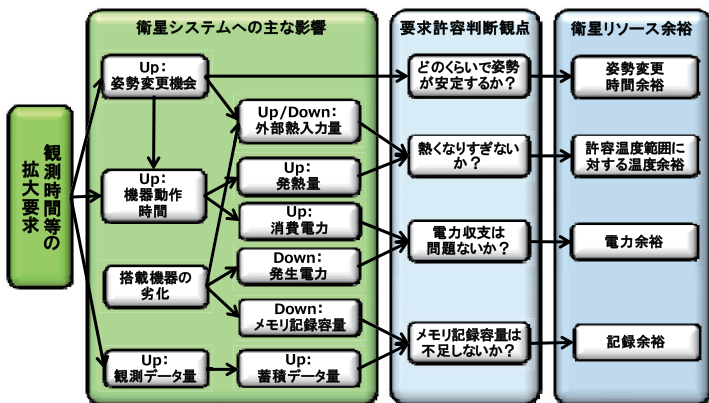 衛星システムへの主な影響
要求許容判断観点
衛星リソース余裕
観測時間等の
拡大要求
Up:
姿勢変更機会
Up:
機器動作
時間
搭載機器の
劣化
Up:
観測データ量
Up/Down:
外部熱入力量
Up:
発熱量
Up:
消費電力
Down:
発生電力
Down:
メモリ記録容量
Up:
蓄積データ量
どのくらいで姿勢
が安定するか?
熱くなりすぎない
か?
電力収支は
問題ないか?
メモリ記録容量は
不足しないか?
姿勢変更
時間余裕
許容温度範囲に
対する温度余裕
電力余裕
記録余裕